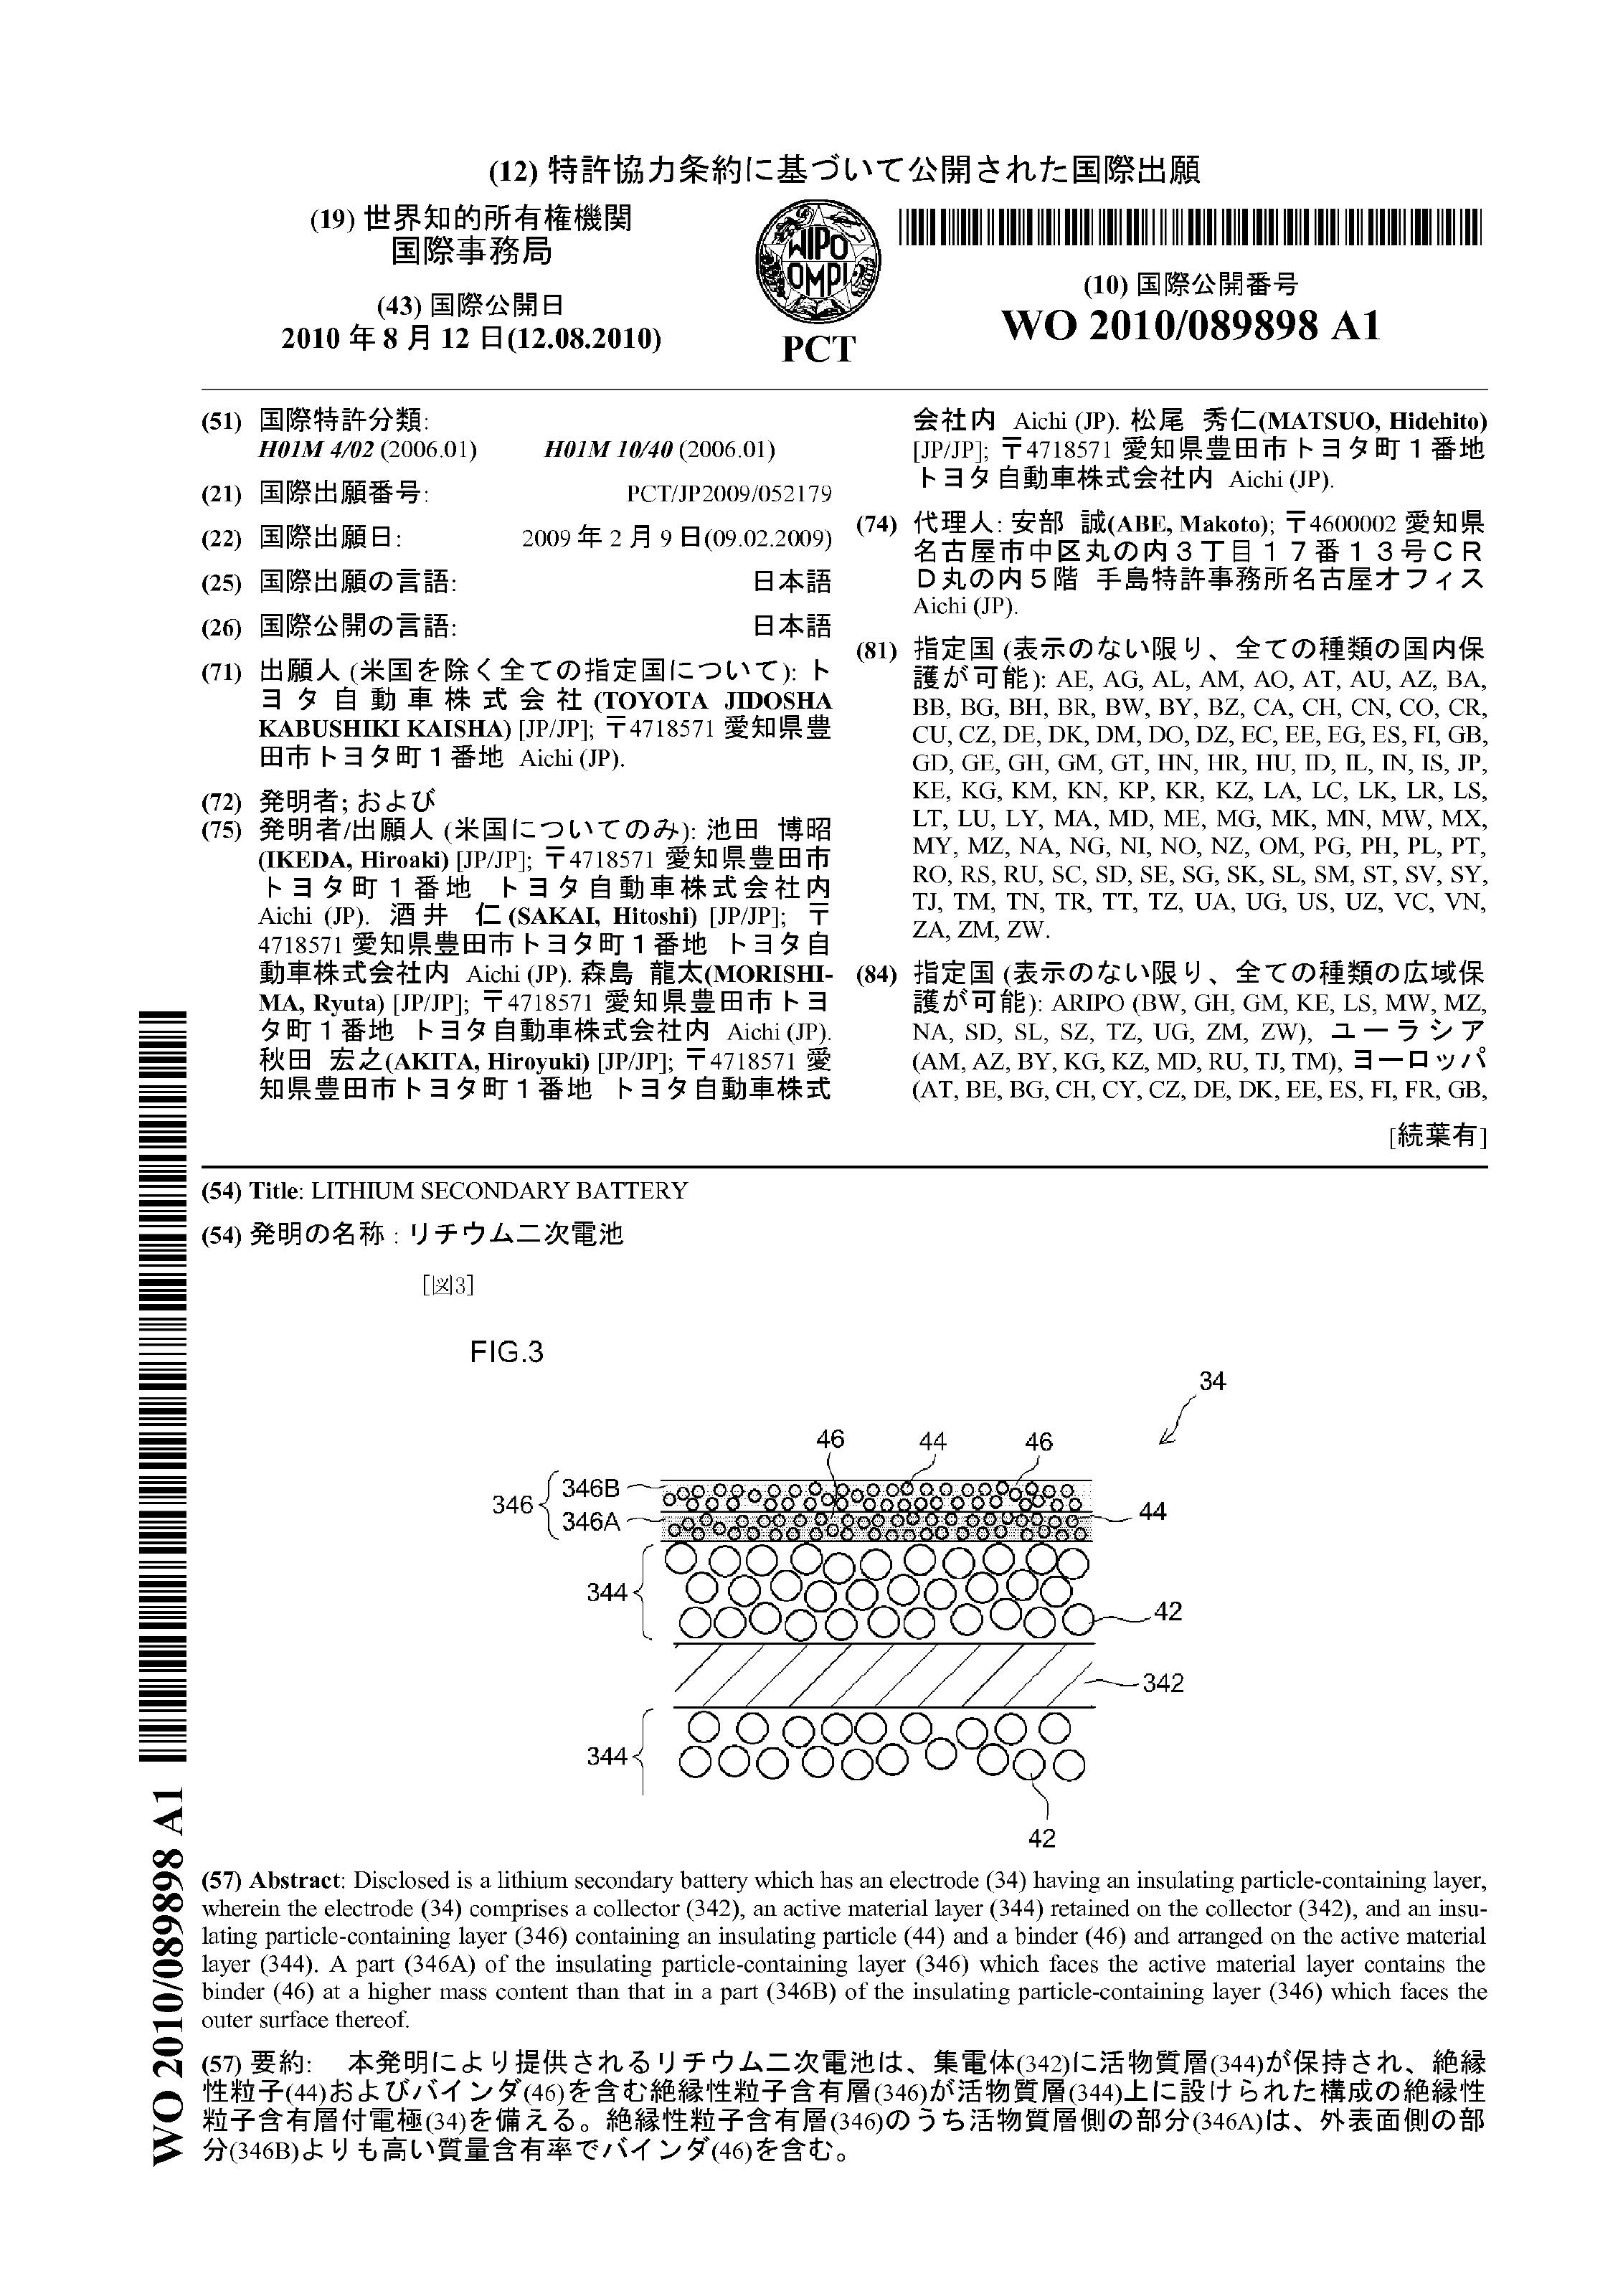 (12) 特許協力条約に基づいて公開された国際出願
(19) 世界知的所有権機関
国際事務局
(43) 国際公開日
2010 年 8 月 12 日(12.08.2010)
WIPO
OMPI
PCT
(10) 国際公開番号
WO 2010/089898 A1
(51) 国際特許分類:
H01M 4/02 (2006.01) H01M 10/40 (2006.01)
(21) 国際出願番号: PCT/JP2009/052179
(22) 国際出願日: 2009 年 2 月 9 日(09.02.2009)
(25) 国際出願の言語: 日本語
(26) 国際公開の言語: 日本語
(71) 出願人 (米国を除く全ての指定国について): ト
ヨタ自動車株式会社 (TOYOTA JIDOSHA
KABUSHIKI KAISHA) [JP/JP]; 〒4718571 愛知県豊
田市トヨタ町１番地 Aichi (JP).
(72) 発明者; および
(75) 発明者/出願人 (米国についてのみ): 池田 博昭
(IKEDA, Hiroaki) [JP/JP]; 〒4718571 愛知県豊田市
トヨタ町１番地 トヨタ自動車株式会社内
Aichi (JP). 酒井 仁 (SAKAI, Hitoshi) [JP/JP]; 〒
4718571 愛知県豊田市トヨタ町１番地 トヨタ自
動車株式会社内 Aichi (JP). 森島 龍太(MORISHI-
MA, Ryuta) [JP/JP]; 〒4718571 愛知県豊田市トヨ
タ町１番地 トヨタ自動車株式会社内 Aichi (JP).
秋田 宏之(AKITA, Hiroyuki) [JP/JP]; 〒4718571 愛
知県豊田市トヨタ町１番地 トヨタ自動車株式
会社内 Aichi (JP). 松尾 秀仁(MATSUO, Hidehito)
[JP/JP]; 〒4718571 愛知県豊田市トヨタ町１番地
トヨタ自動車株式会社内 Aichi (JP).
(74) 代理人: 安部 誠(ABE, Makoto); 〒4600002 愛知県
名古屋市中区丸の内３丁目１７番１３号ＣＲ
Ｄ丸の内５階 手島特許事務所名古屋オフィス
Aichi (JP).
(81) 指定国 (表示のない限り、全ての種類の国内保
護が可能): AE, AG, AL, AM, AO, AT, AU, AZ, BA,
BB, BG, BH, BR, BW, BY, BZ, CA, CH, CN, CO, CR,
CU, CZ, DE, DK, DM, DO, DZ, EC, EE, EG, ES, FI, GB,
GD, GE, GH, GM, GT, HN, HR, HU, ID, IL, IN, IS, JP,
KE, KG, KM, KN, KP, KR, KZ, LA, LC, LK, LR, LS,
LT, LU, LY, MA, MD, ME, MG, MK, MN, MW, MX,
MY, MZ, NA, NG, NI, NO, NZ, OM, PG, PH, PL, PT,
RO, RS, RU, SC, SD, SE, SG, SK, SL, SM, ST, SV, SY,
TJ, TM, TN, TR, TT, TZ, UA, UG, US, UZ, VC, VN,
ZA, ZM, ZW.
(84) 指定国 (表示のない限り、全ての種類の広域保
護が可能): ARIPO (BW, GH, GM, KE, LS, MW, MZ,
NA, SD, SL, SZ, TZ, UG, ZM, ZW), ユーラシア
(AM, AZ, BY, KG, KZ, MD, RU, TJ, TM), ヨーロッパ
(AT, BE, BG, CH, CY, CZ, DE, DK, EE, ES, FI, FR, GB,
[続葉有]
(54) Title: LITHIUM SECONDARY BATTERY
(54) 発明の名称 : リチウム二次電池
[図3]
FIG.3
34
46 44 46
346 346B
346A 44
344
42
342
344
42
(57) Abstract: Disclosed is a lithium secondary battery which has an electrode (34) having an insulating particle-containing layer,
wherein the electrode (34) comprises a collector (342), an active material layer (344) retained on the collector (342), and an insu-
lating particle-containing layer (346) containing an insulating particle (44) and a binder (46) and arranged on the active material
layer (344). A part (346A) of the insulating particle-containing layer (346) which faces the active material layer contains the
binder (46) at a higher mass content than that in a part (346B) of the insulating particle-containing layer (346) which faces the
outer surface thereof.
(57) 要約: 本発明により提供されるリチウム二次電池は、集電体(342)に活物質層(344)が保持され、絶縁
性粒子(44)およびバインダ(46)を含む絶縁性粒子含有層(346)が活物質層(344)上に設けられた構成の絶縁性
粒子含有層付電極(34)を備える。絶縁性粒子含有層(346)のうち活物質層側の部分(346A)は、外表面側の部
分(346B)よりも高い質量含有率でバインダ(46)を含む。
WO 2010/089898 A1